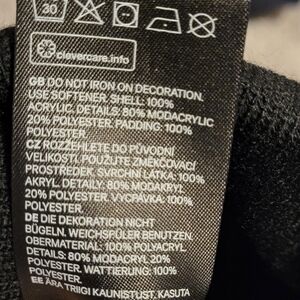 30
clevercare.info
GB DO NOT IRON ON DECORATION.
USE SOFTENER. SHELL: 100%
ACRYLIC. DETAILS: 80% MODACRYLIC
20% POLYESTER. PADDING: 100%
POLYESTER.
CZ ROZŽEHLETE DO PŮVODNÍ
VELIKOSTI. POUŽIJTE ZMĚKČOVACÍ
PROSTŘEDEK. SVRCHNÍ LÁTKA: 100%
AKRYL. DETAILY: 80% MODAKRYL
20% POLYESTER. VYCPÁVKA: 100%
POLYESTER.
DE DIE DEKORATION NICHT
BÜGELN. WEICHSPÜLER BENUTZEN.
OBERMATERIAL: 100% POLYACRYL.
DETAILS: 80% MODACRYL 20%
POLYESTER. WATTIERUNG: 100%
POLYESTER.
EE ÄRA TRIIGI KAUNISTUST, KASUTA